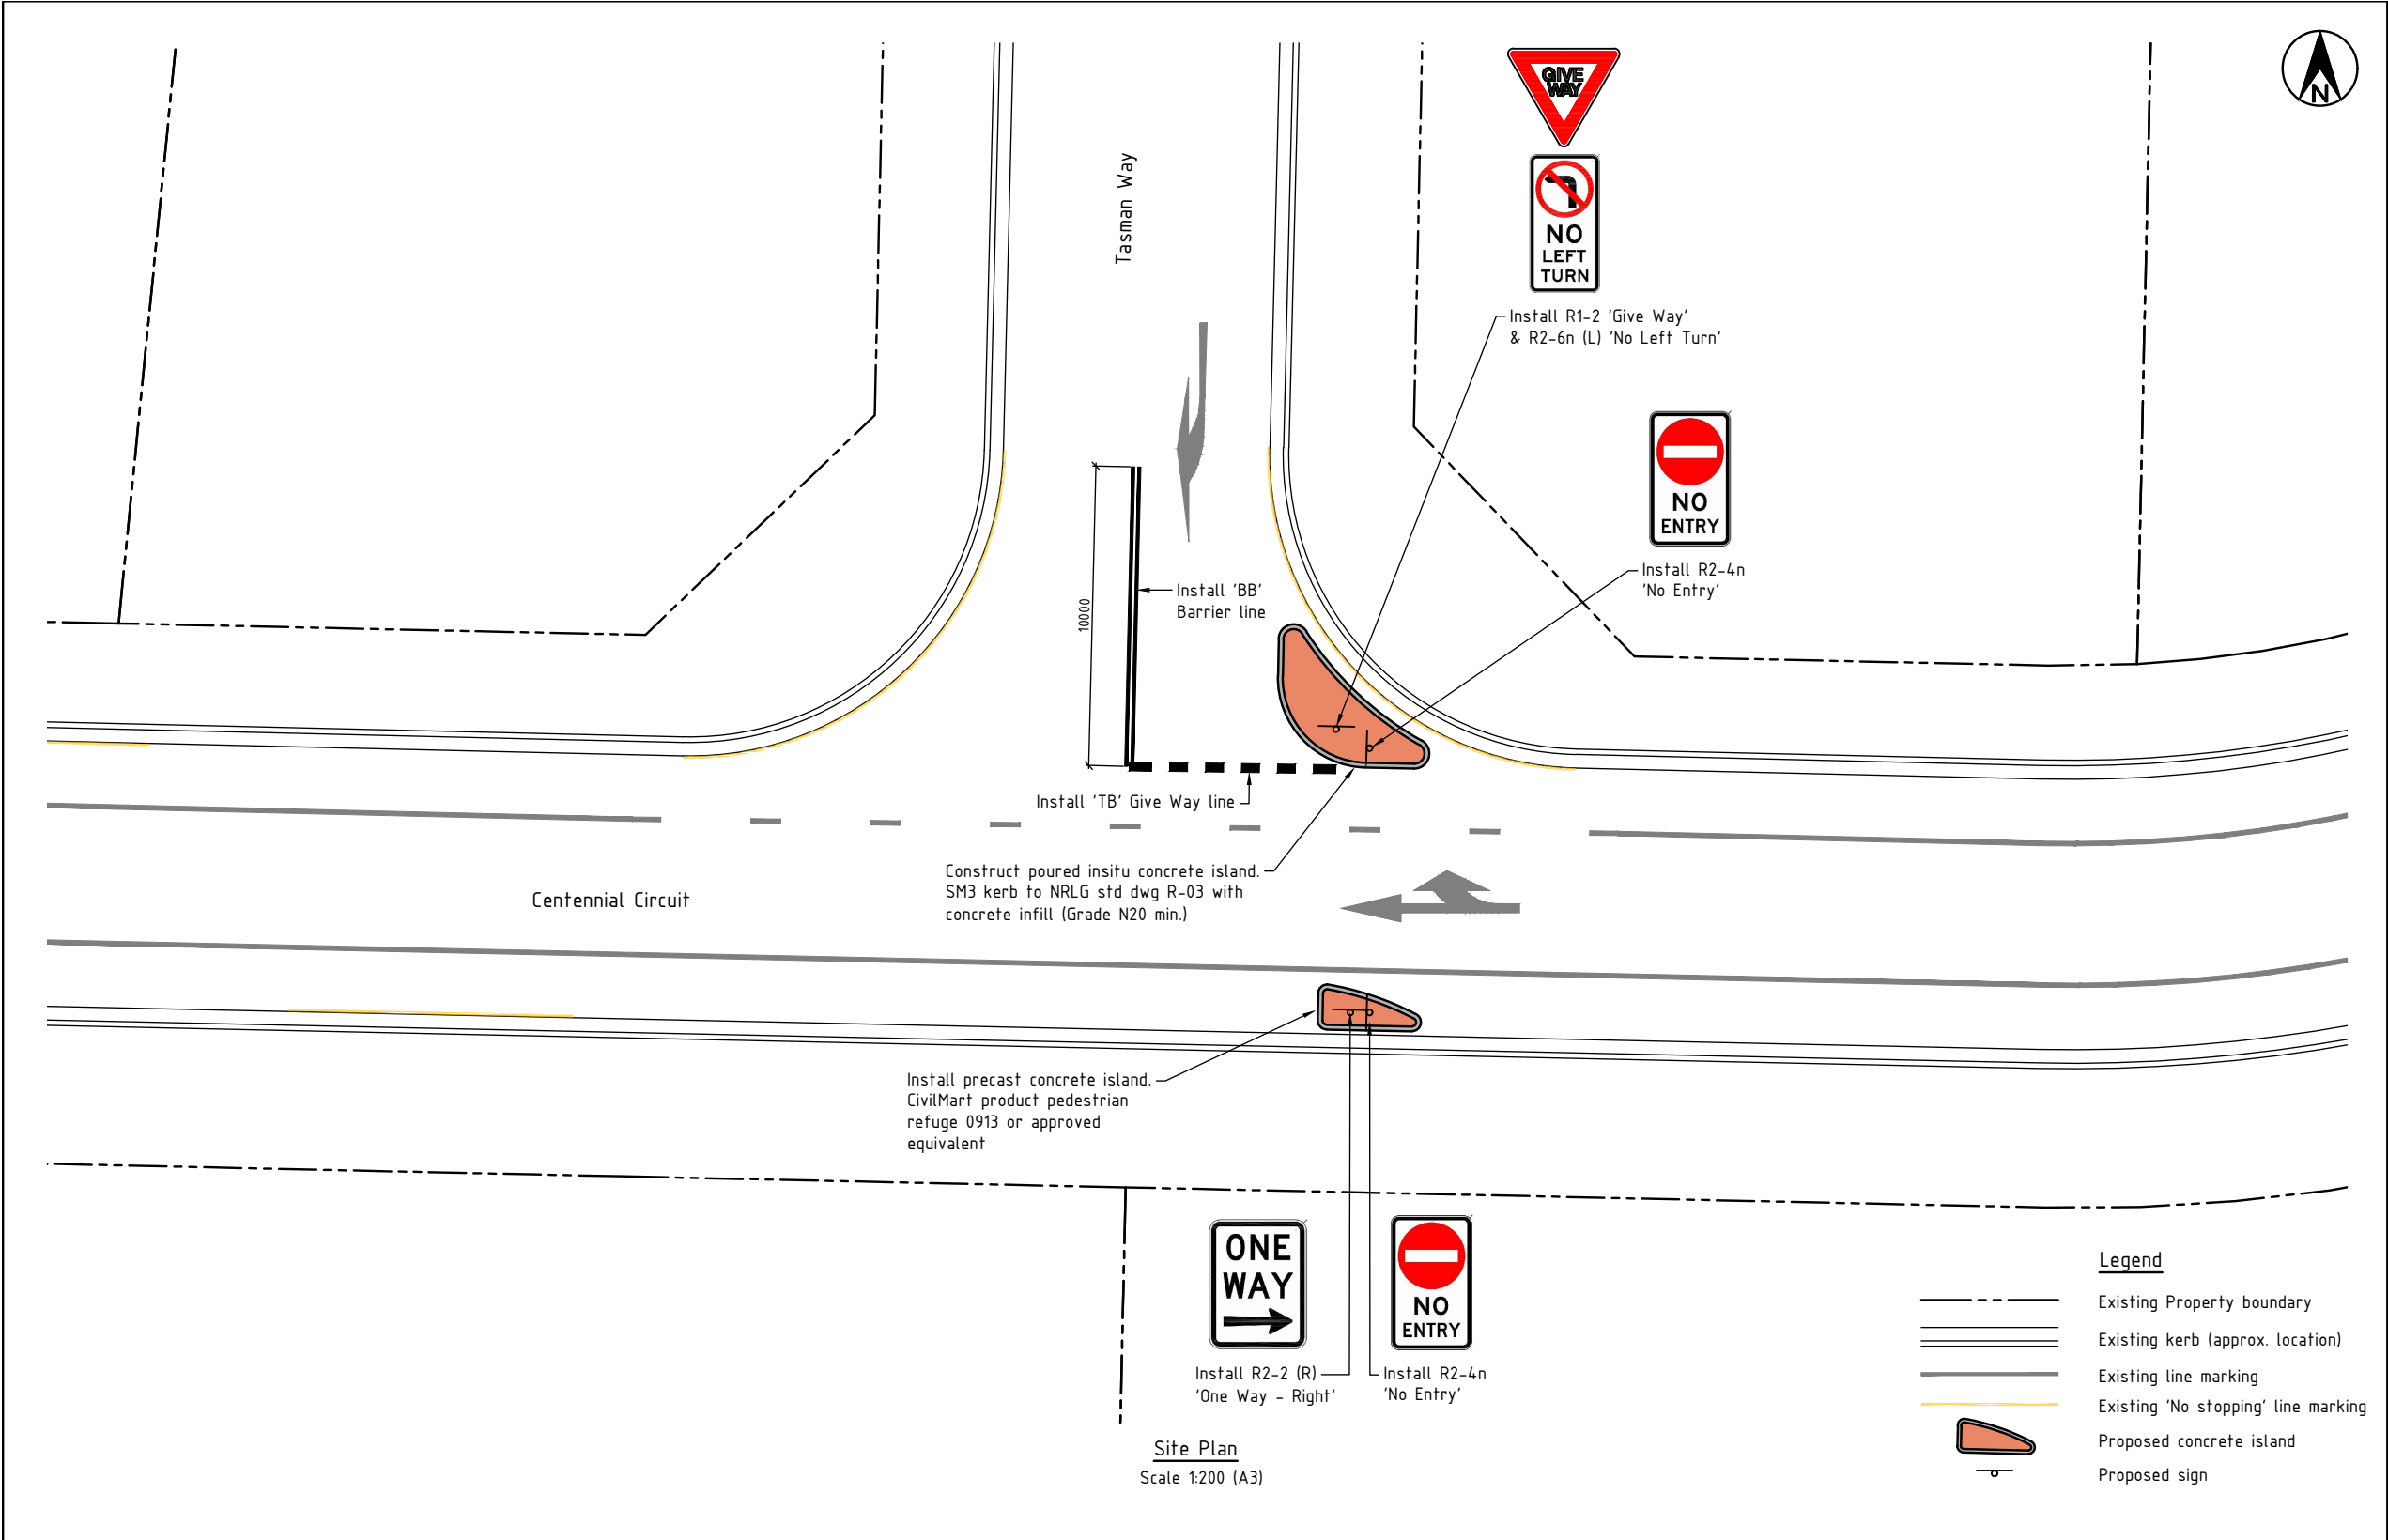 N
GIVE
WAY
NO
LEFT
TURN
Tasman Way
Install R1-2 'Give Way'
& R2-6n (L) 'No Left Turn'
NO
ENTRY
Install R2-4n
'No Entry'
10000
Install 'BB'
Barrier line
Install 'TB' Give Way line
Construct poured insitu concrete island.
SM3 kerb to NRLG std dwg R-03 with
concrete infill (Grade N20 min.)
Centennial Circuit
Install precast concrete island.
CivilMart product pedestrian
refuge 0913 or approved
equivalent
ONE
WAY
NO
ENTRY
Install R2-2 (R)
'One Way - Right'
Install R2-4n
'No Entry'
Site Plan
Scale 1:200 (A3)
Legend
Existing Property boundary
Existing kerb (approx. location)
Existing line marking
Existing 'No stopping' line marking
Proposed concrete island
Proposed sign